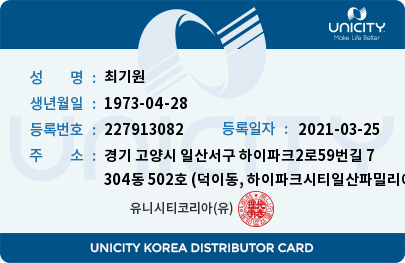 UNICITY
Make Life Better
성 명 : 최기원
생년월일 : 1973-04-28
등록번호 : 227913082 등록일자 : 2021-03-25
주 소 : 경기 고양시 일산서구 하이파크2로59번길 7
304동 502호 (덕이동, 하이파크시티일산파밀리
유니시티코리아(유)
UNICITY
UNICITY KOREA DISTRIBUTOR CARD